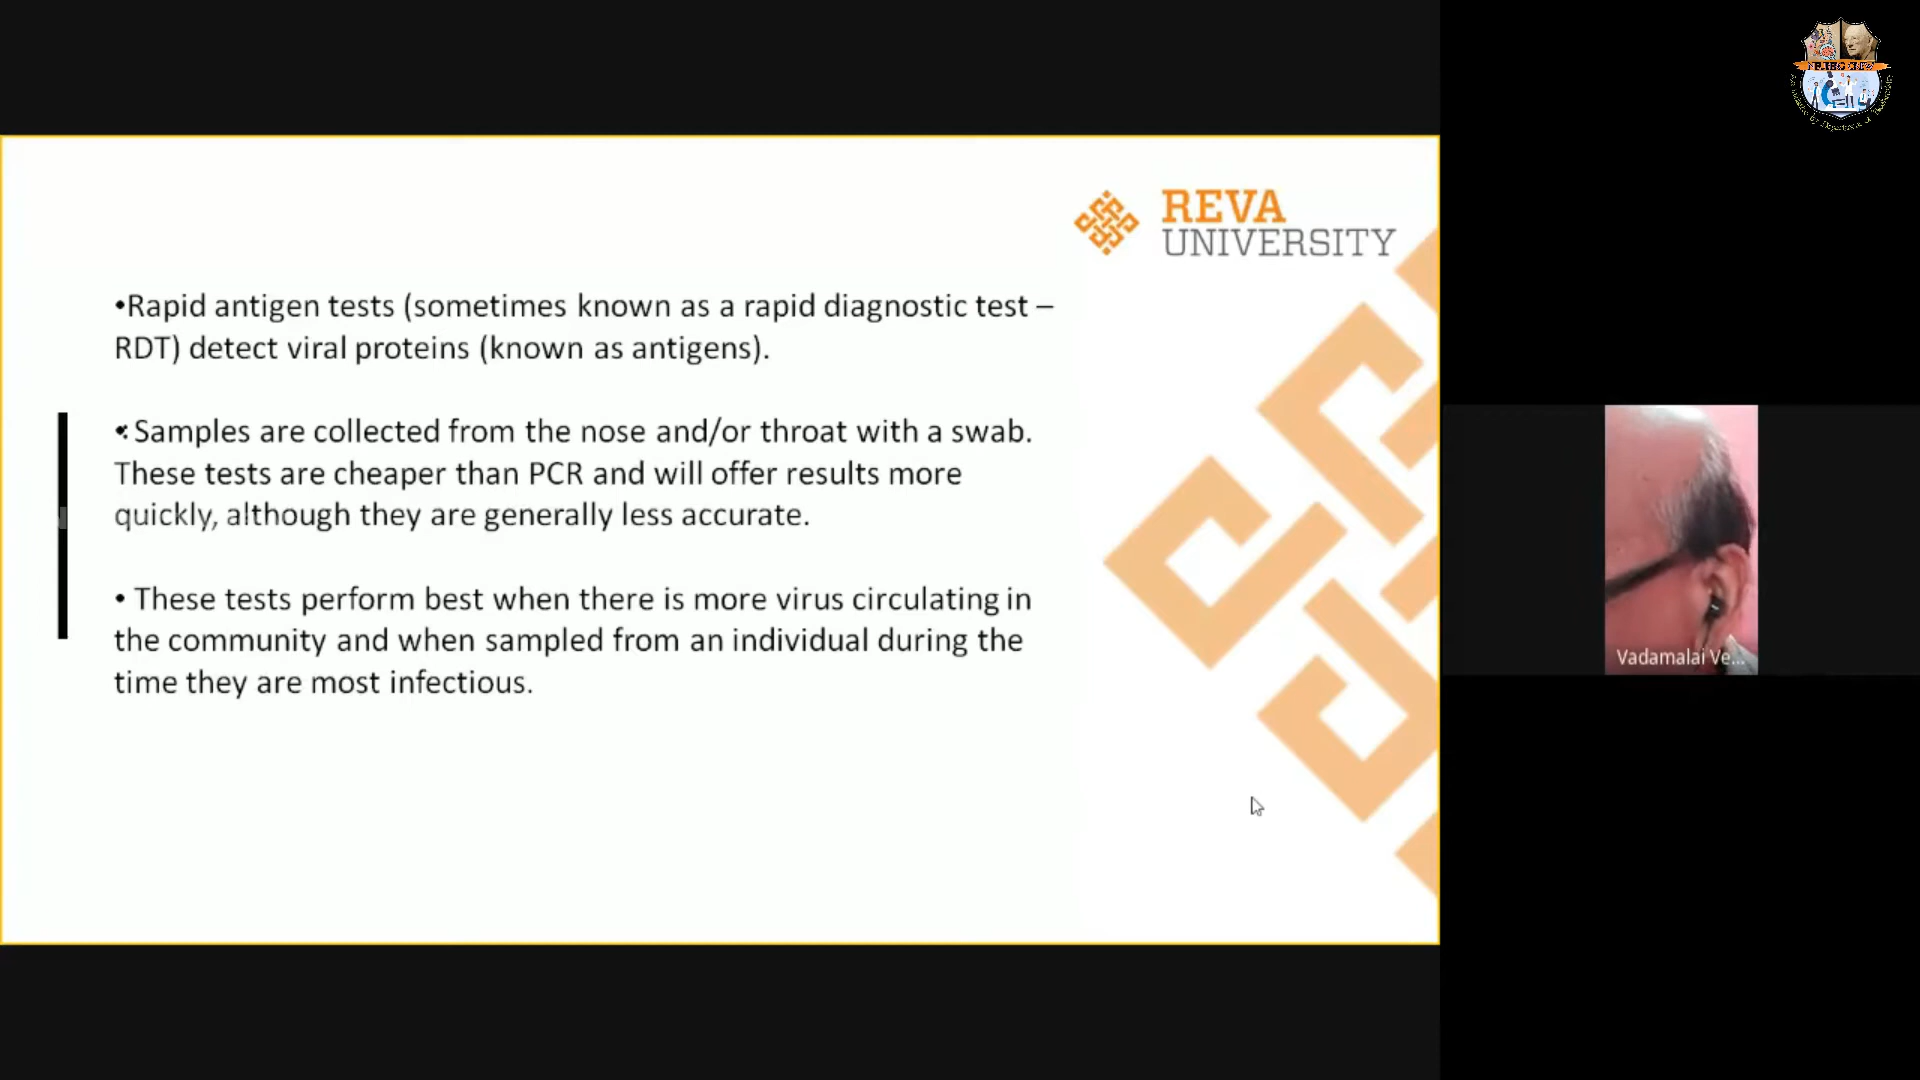 REVA
UNIVERSITY
•Rapid antigen tests (sometimes known as a rapid diagnostic test –
RDT) detect viral proteins (known as antigens).
• Samples are collected from the nose and/or throat with a swab.
These tests are cheaper than PCR and will offer results more
quickly, although they are generally less accurate.
• These tests perform best when there is more virus circulating in
the community and when sampled from an individual during the
time they are most infectious.
Vadamalai Ve...